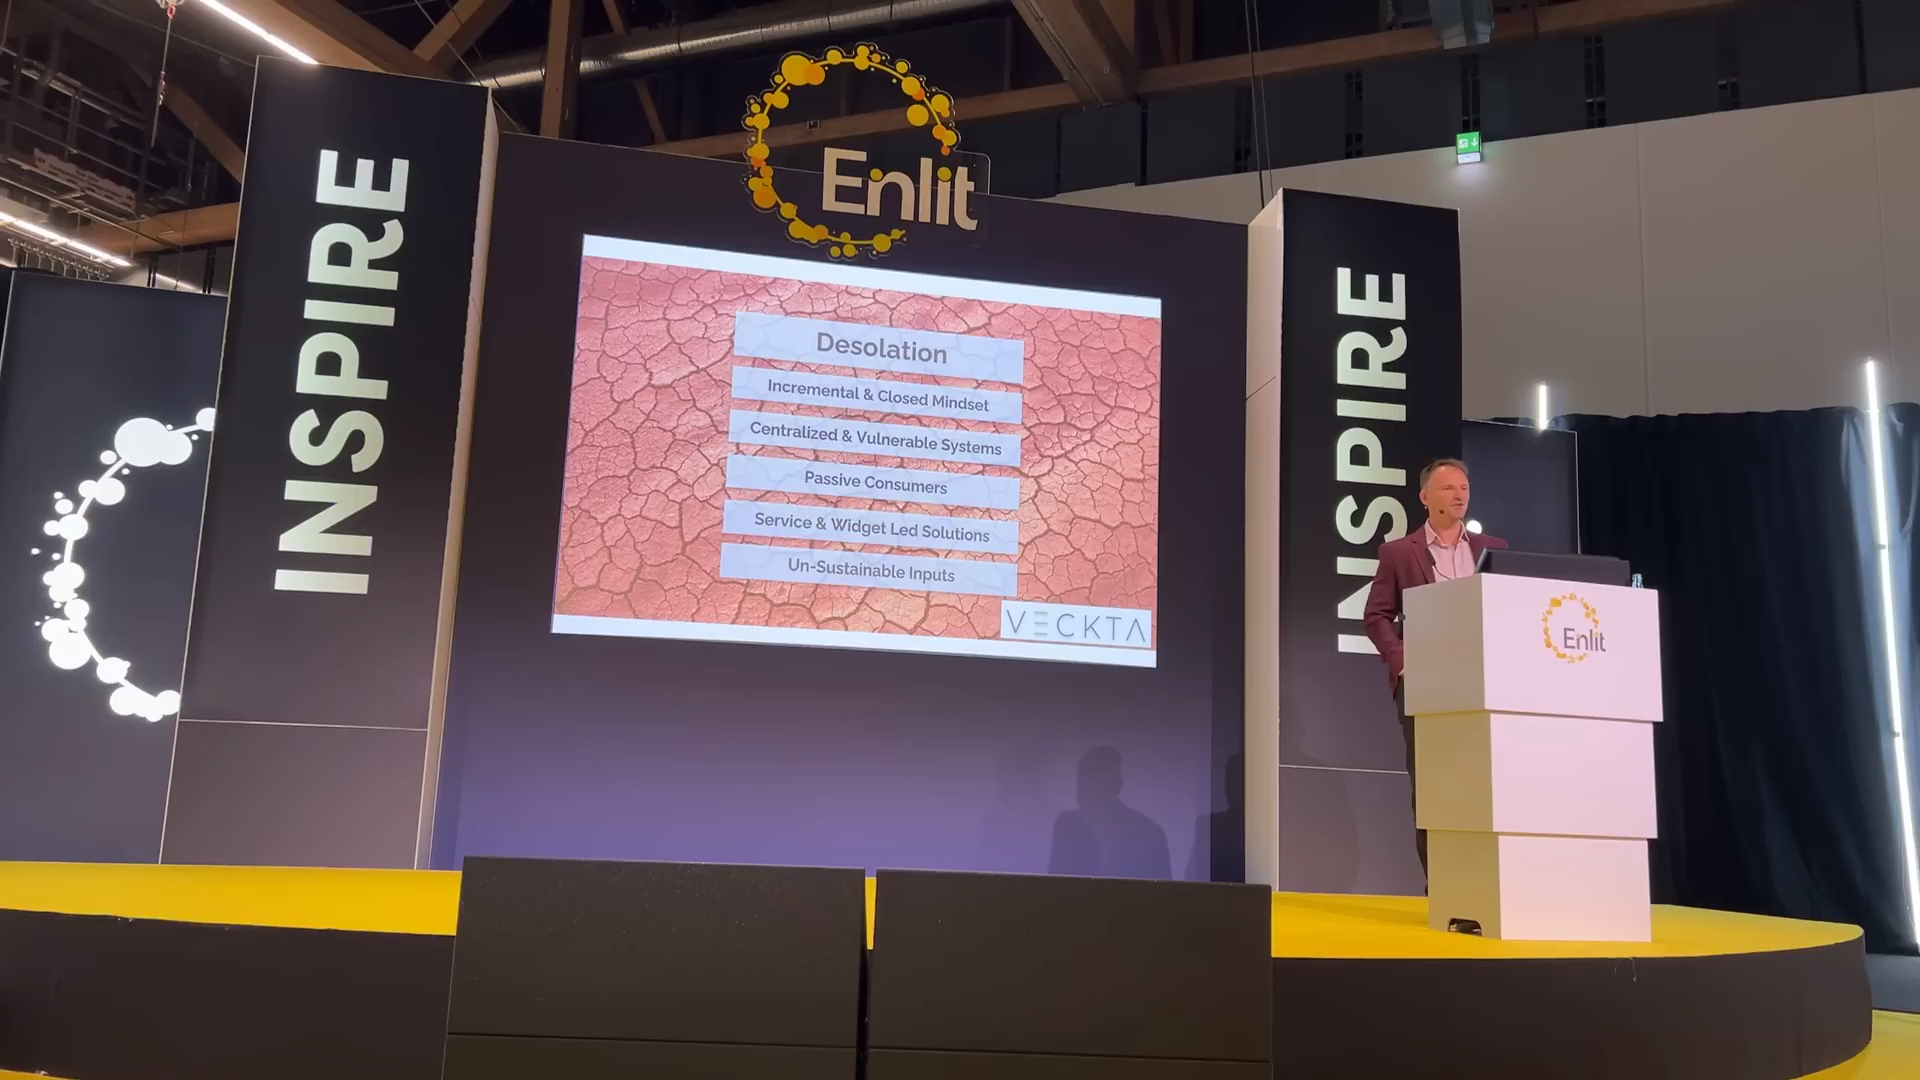 INSPIRE
Enlit
Desolation
Incremental & Closed Mindset
Centralized & Vulnerable Systems
Passive Consumers
Service & Widget Led Solutions
Un-Sustainable Inputs
VECKTA
INSPIRE
Enlit